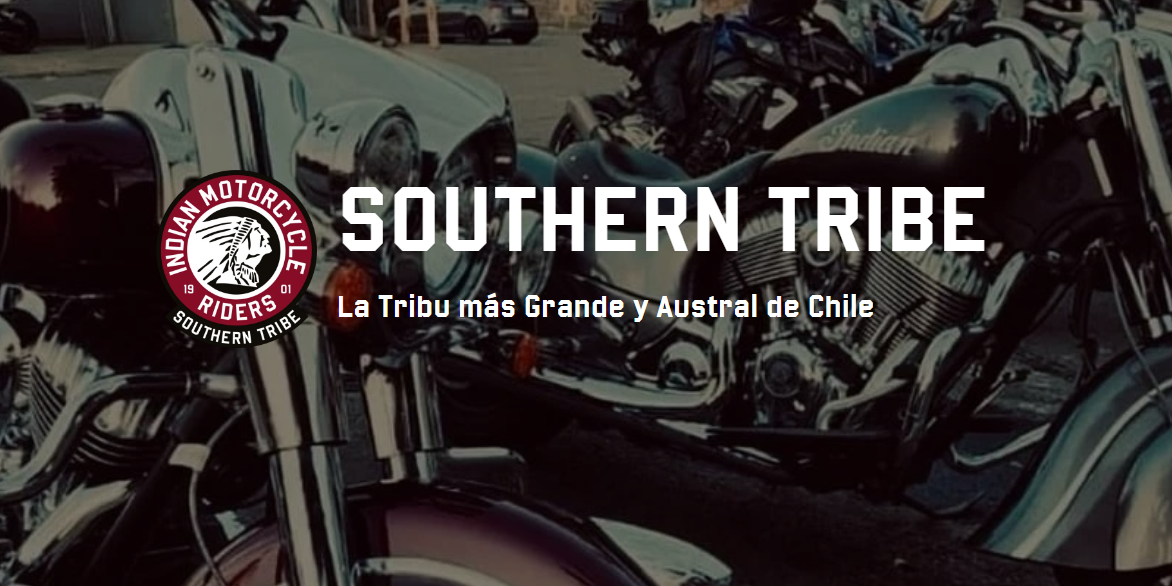 INDIAN MOTORCYCLE
19 01
RIDERS
SOUTHERN TRIBE
SOUTHERN TRIBE
La Tribu más Grande y Austral de Chile
Indian